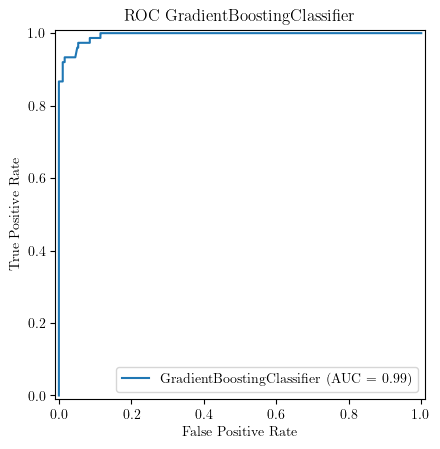 ROC GradientBoostingClassifier
1.0
0.8
0.6
0.4
0.2
0.0
True Positive Rate
GradientBoostingClassifier (AUC = 0.99)
0.0 0.2 0.4 0.6 0.8 1.0
False Positive Rate